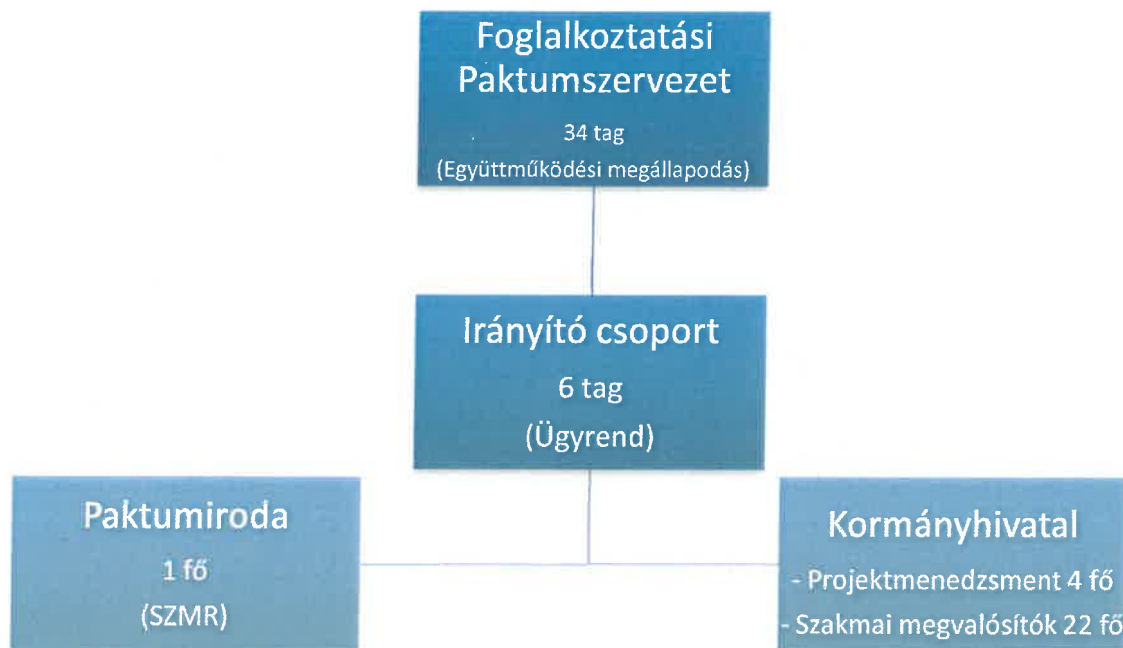 Foglalkoztatási
Paktumszervezet
34 tag
(Együttműködési megállapodás)
Irányító csoport
6 tag
(Ügyrend)
Paktumiroda
1 fő
(SZMR)
Kormányhivatal
- Projektmenedzsment 4 fő
- Szakmai megvalósítók 22 fő